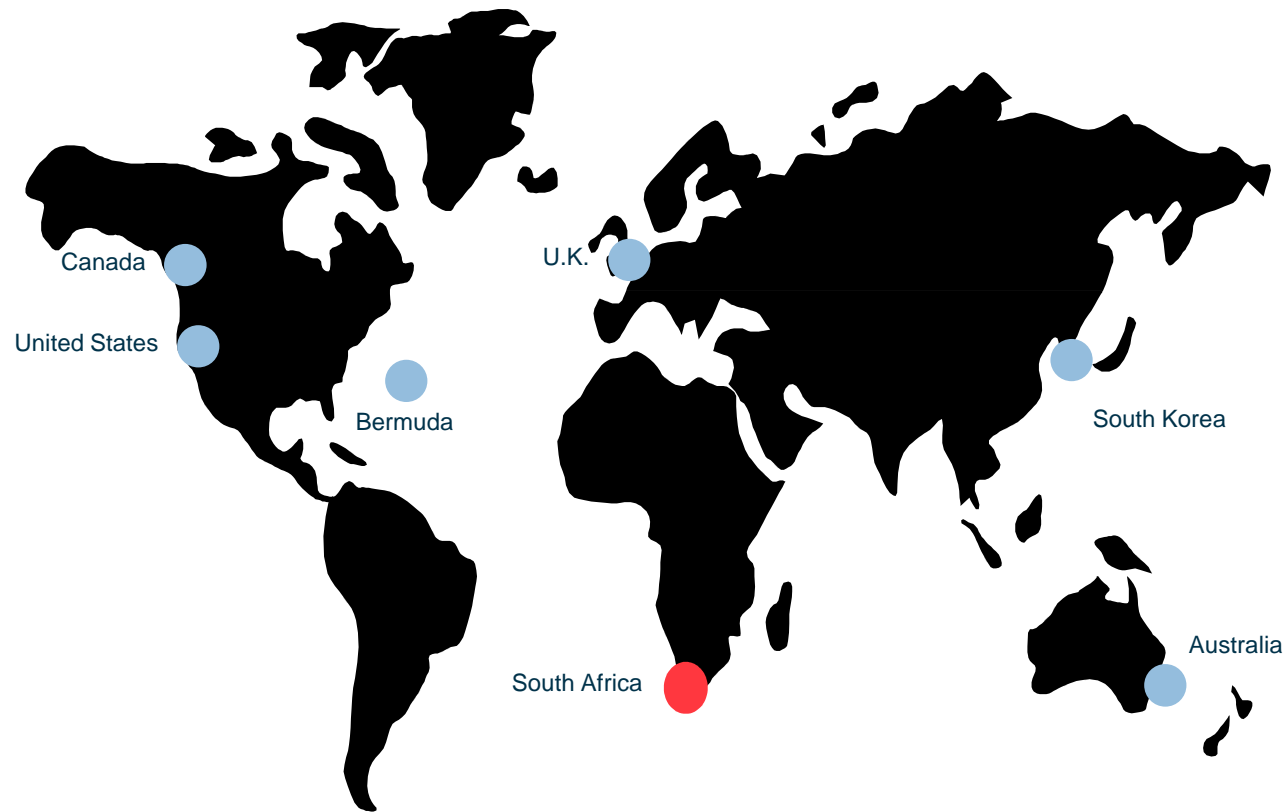 U.K.
Canada
United States
Bermuda
South Korea
Australia
South Africa